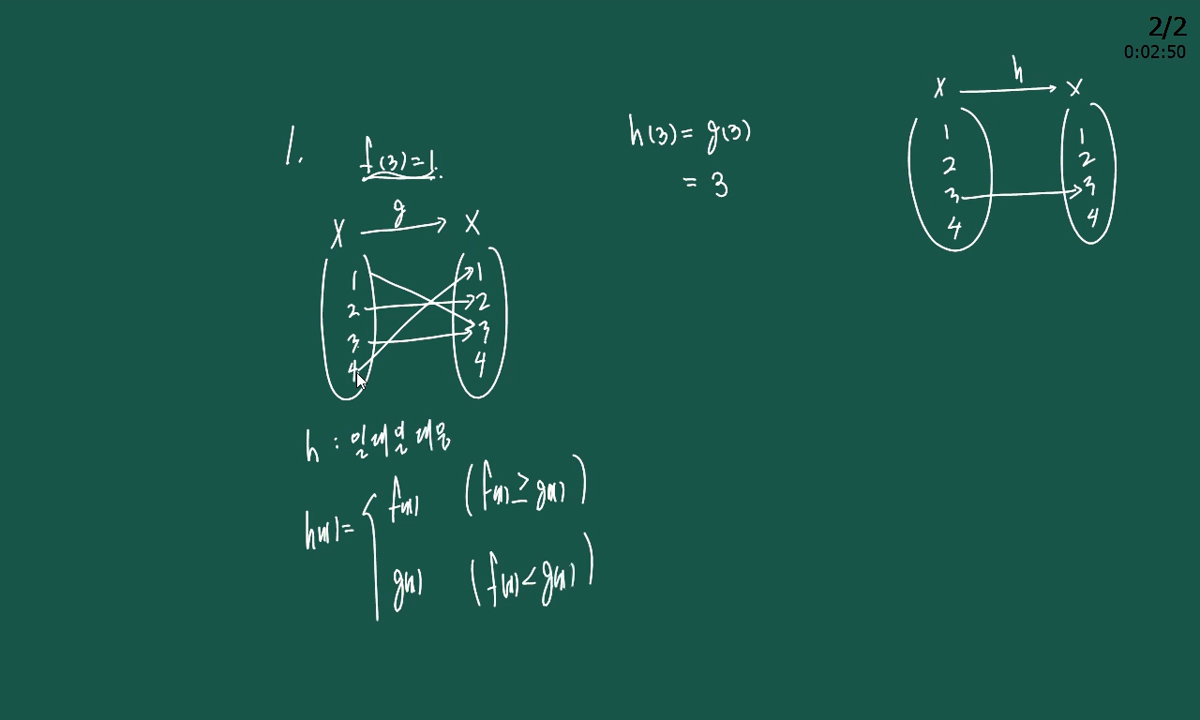 2/2
0:02:50
1.
f(3)=1.
X g X
1 1
2 2
3 3
4 4
h : 일대일 대응
h(x)= { f(x) (f(x)≥g(x))
g(x) (f(x)<g(x))
h(3)= g(3)
= 3
X h X
1 1
2 2
3 3
4 4